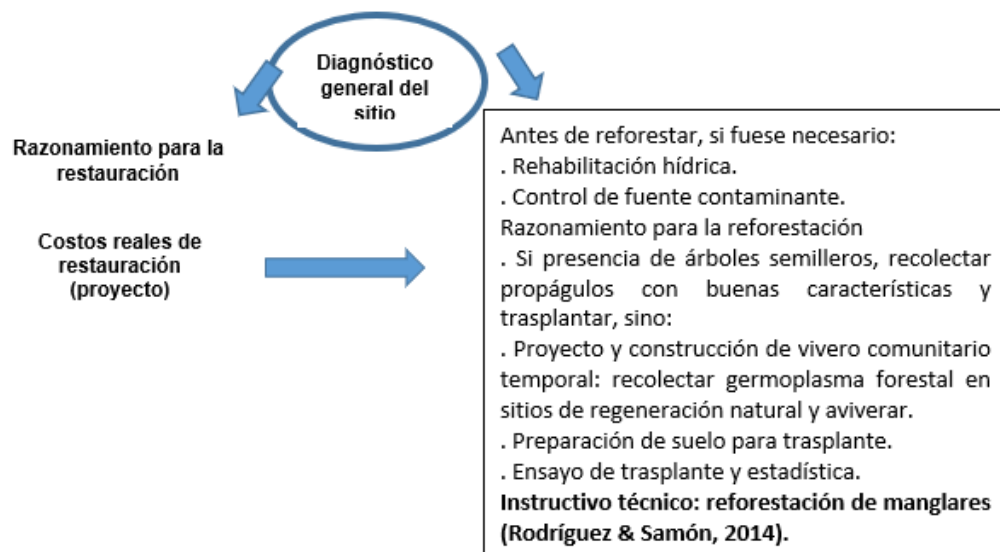 Diagnóstico
general del
sitio
Razonamiento para la
restauración
Costos reales de
restauración
(proyecto)
Antes de reforestar, si fuese necesario:
. Rehabilitación hídrica.
. Control de fuente contaminante.
Razonamiento para la reforestación
. Si presencia de árboles semilleros, recolectar
propágulos con buenas características y
trasplantar, sino:
. Proyecto y construcción de vivero comunitario
temporal: recolectar germoplasma forestal en
sitios de regeneración natural y aviverar.
. Preparación de suelo para trasplante.
. Ensayo de trasplante y estadística.
Instructivo técnico: reforestación de manglares
(Rodríguez & Samón, 2014).